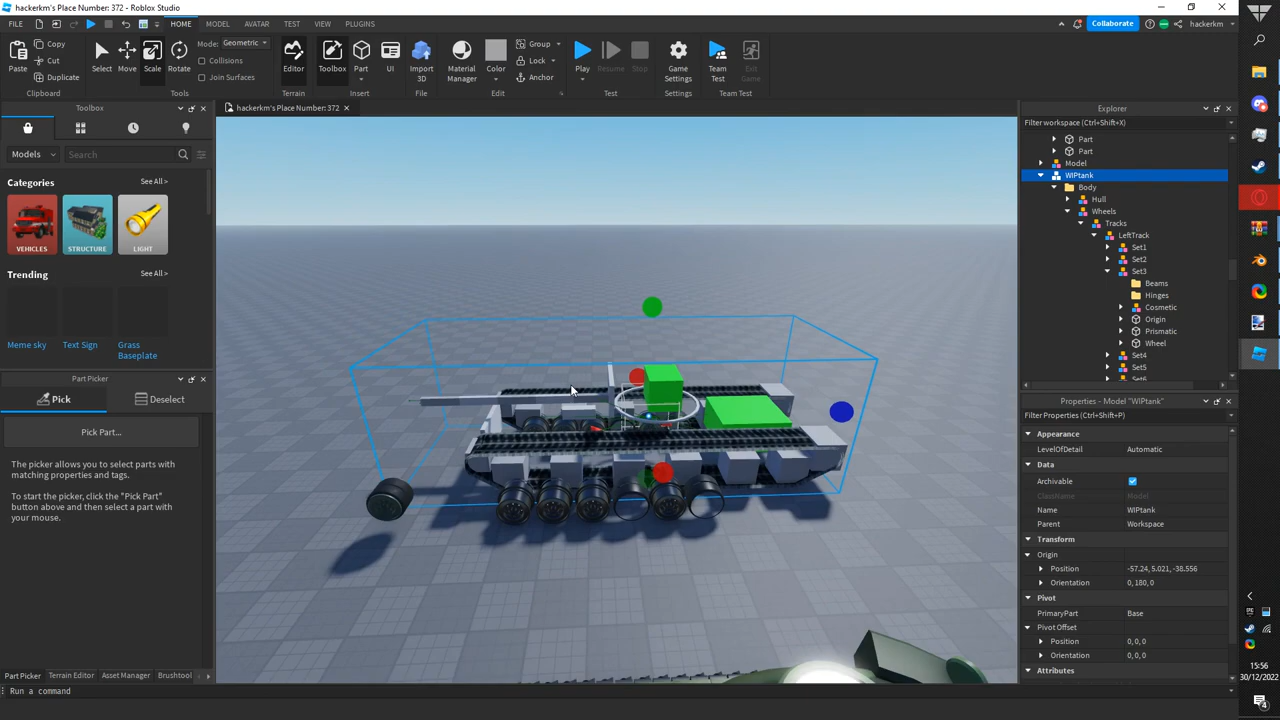 hackerkm's Place Number: 372 - Roblox Studio
FILE HOME MODEL AVATAR TEST VIEW PLUGINS Collaborate hackerkm
Paste Copy Cut Duplicate Select Move Scale Rotate Mode: Geometric Collisions Join Surfaces Editor Toolbox Part UI Import 3D Material Manager Color Group Lock Anchor Play Resume Stop Game Settings Team Test Exit Game
Clipboard Tools Terrain Insert File Edit Test Settings Team Test
Toolbox
Models Search
Categories See All >
VEHICLES STRUCTURE LIGHT
Trending See All >
Meme sky Text Sign Grass Baseplate
Part Picker
Pick Deselect
Pick Part...
The picker allows you to select parts with
matching properties and tags.
To start the picker, click the "Pick Part"
button above and then select a part with
your mouse.
Part Picker Terrain Editor Asset Manager Brushtool
Run a command
hackerkm's Place Number: 372
Explorer
Filter workspace (Ctrl+Shift+X)
Part
Part
Model
WIPtank
Body
Hull
Wheels
Tracks
LeftTrack
Set1
Set2
Set3
Beams
Hinges
Cosmetic
Origin
Prismatic
Wheel
Set4
Set5
Set6
Properties - Model "WIPtank"
Filter Properties (Ctrl+Shift+P)
Appearance
LevelOfDetail Automatic
Data
Archivable
ClassName Model
Name WIPtank
Parent Workspace
Transform
Origin
Position -57.24, 5.021, -38.556
Orientation 0, 180, 0
Pivot
PrimaryPart Base
Pivot Offset
Position 0, 0, 0
Orientation 0, 0, 0
Attributes
15:56
30/12/2022
4